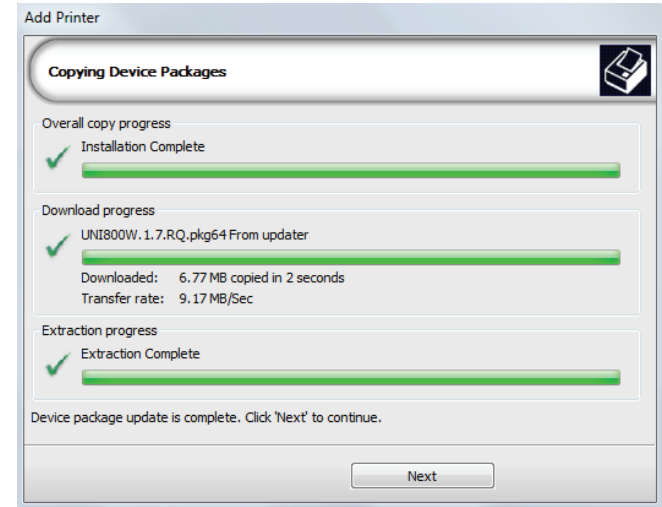 Add Printer
Copying Device Packages
Overall copy progress
Installation Complete
Download progress
UNI800W.1.7.RQ.pkg64 From updater
Downloaded: 6.77 MB copied in 2 seconds
Transfer rate: 9.17 MB/Sec
Extraction progress
Extraction Complete
Device package update is complete. Click 'Next' to continue.
Next